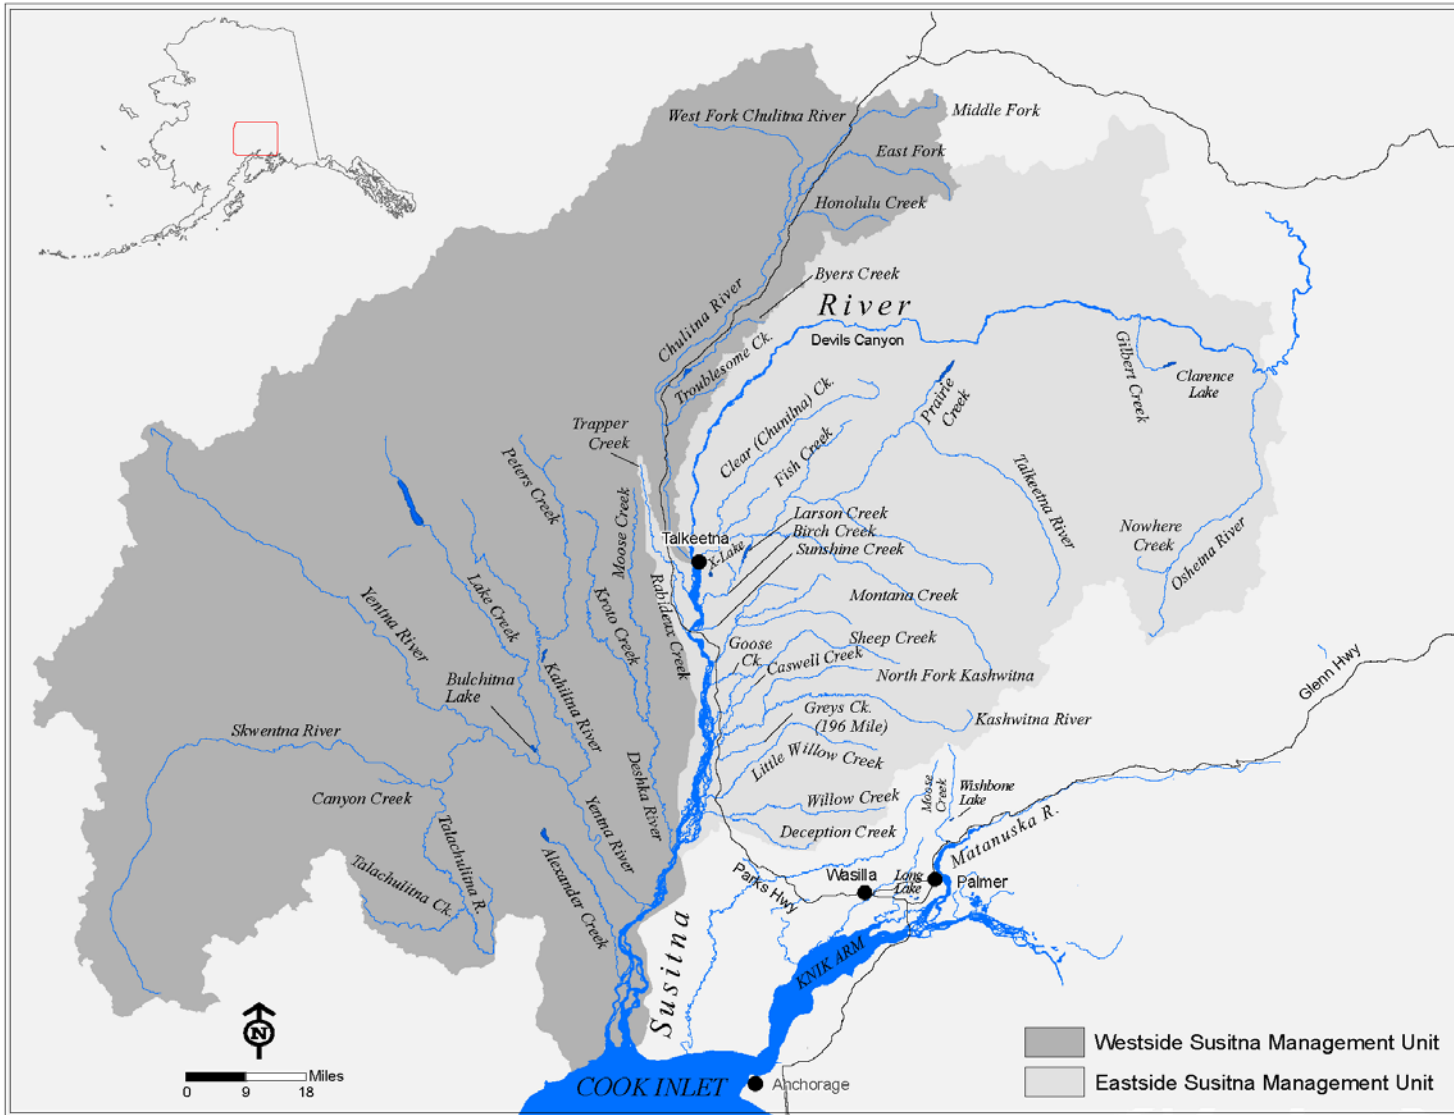 West Fork Chulitna River
Middle Fork
East Fork
Honolulu Creek
Byers Creek
River
Chulitna River
Devils Canyon
Troublesome Ck.
Gilbert Creek
Clarence
Lake
Prairie
Creek
Clear (Chunilna) Ck.
Fish Creek
Trapper
Creek
Peters Creek
Moose Creek
Talkeetna River
Larson Creek
Birch Creek
Sunshine Creek
Nowhere
Creek
Oshetna River
Talkeetna
X-Lake
Rabideux Creek
Lake Creek
Kroto Creek
Yentna River
Montana Creek
Goose
Ck.
Sheep Creek
Caswell Creek
North Fork Kashwitna
Glenn Hwy
Bulchitna
Lake
Kahiltna River
Greys Ck.
(196 Mile)
Kashwitna River
Skwentna River
Little Willow Creek
Deshka River
Canyon Creek
Yentna River
Willow Creek
Moose
Creek
Wishbone
Lake
Deception Creek
Talachulitna R.
Matanuska R.
Talachulitna Ck.
Alexander Creek
Parks Hwy
Wasilla
Long
Lake
Palmer
Susitna
KNIK ARM
N
Miles
0 9 18
COOK INLET
Anchorage
Westside Susitna Management Unit
Eastside Susitna Management Unit